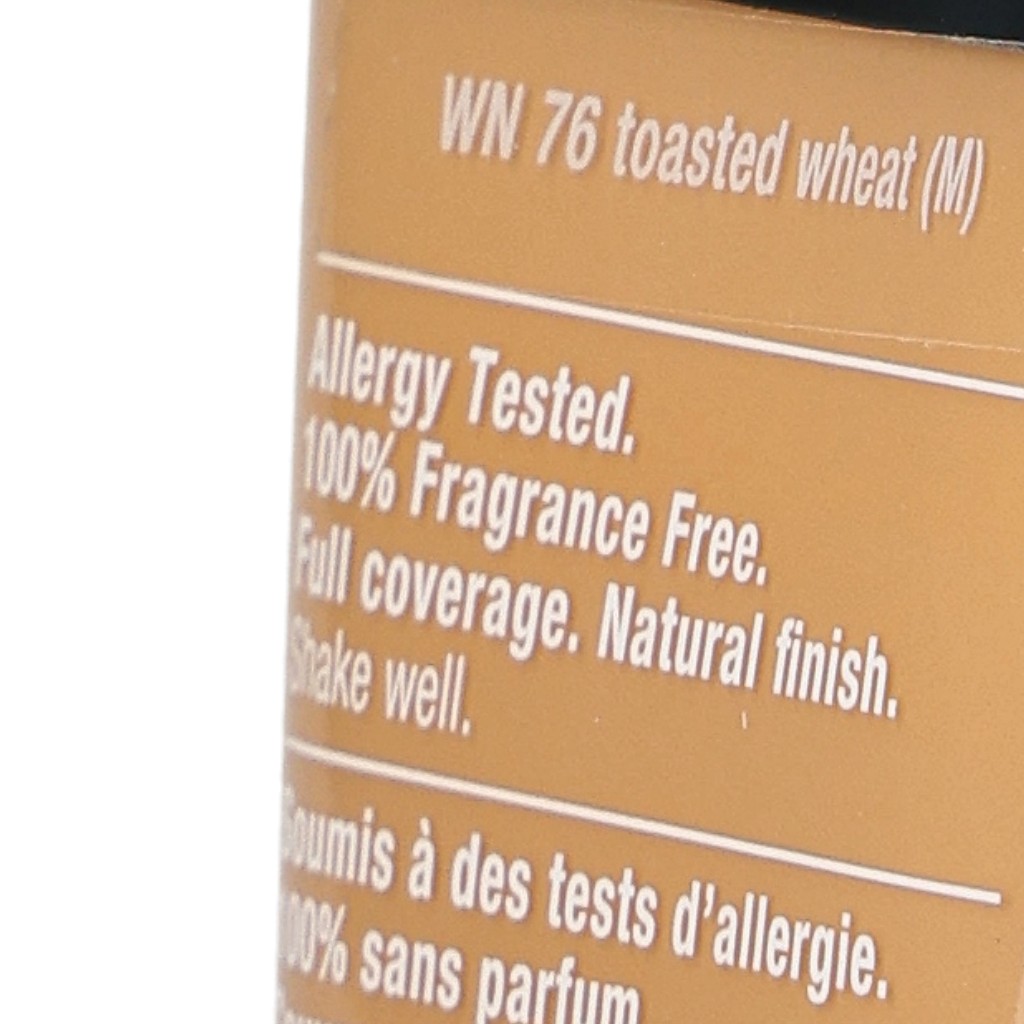 WN 76 toasted wheat (M)
Allergy Tested.
100% Fragrance Free.
Full coverage. Natural finish.
Shake well.
Soumis à des tests d'allergie.
100% sans parfum